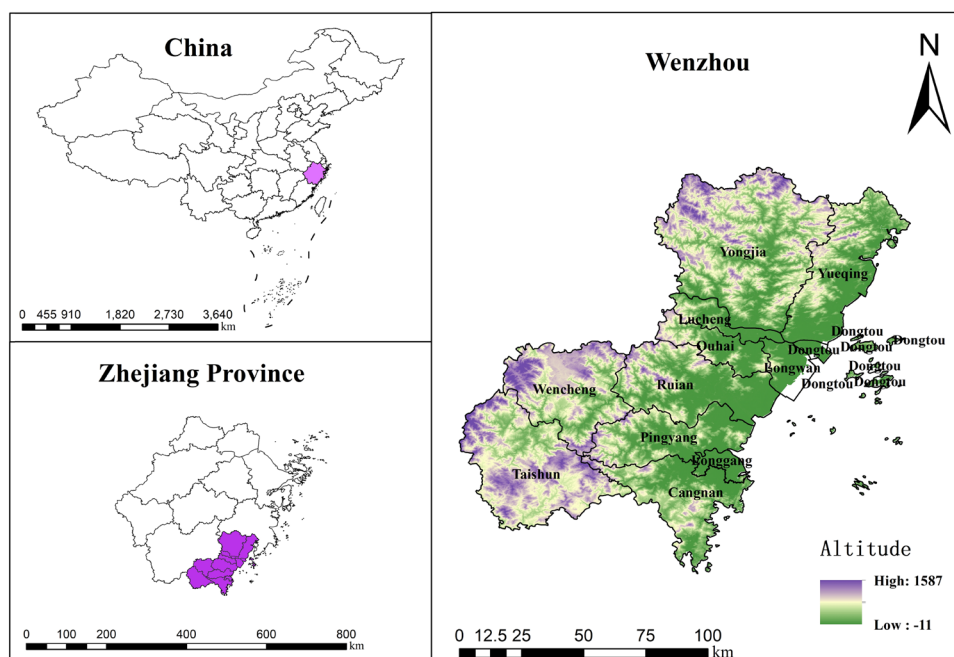 China
0 455 910 1,820 2,730 3,640
km
Zhejiang Province
0 100 200 400 600 800
km
Wenzhou
N
Yongjia
Yueqing
Lucheng
Dongtou
Dongtou
Ouhai
Dongtou
Dongtou
Longwan
Dongtou
Wencheng
Ruian
Dongtou
Dongtou
Pingyang
Longgang
Taishun
Cangnan
Altitude
High: 1587
Low : -11
0 12.5 25 50 75 100
km